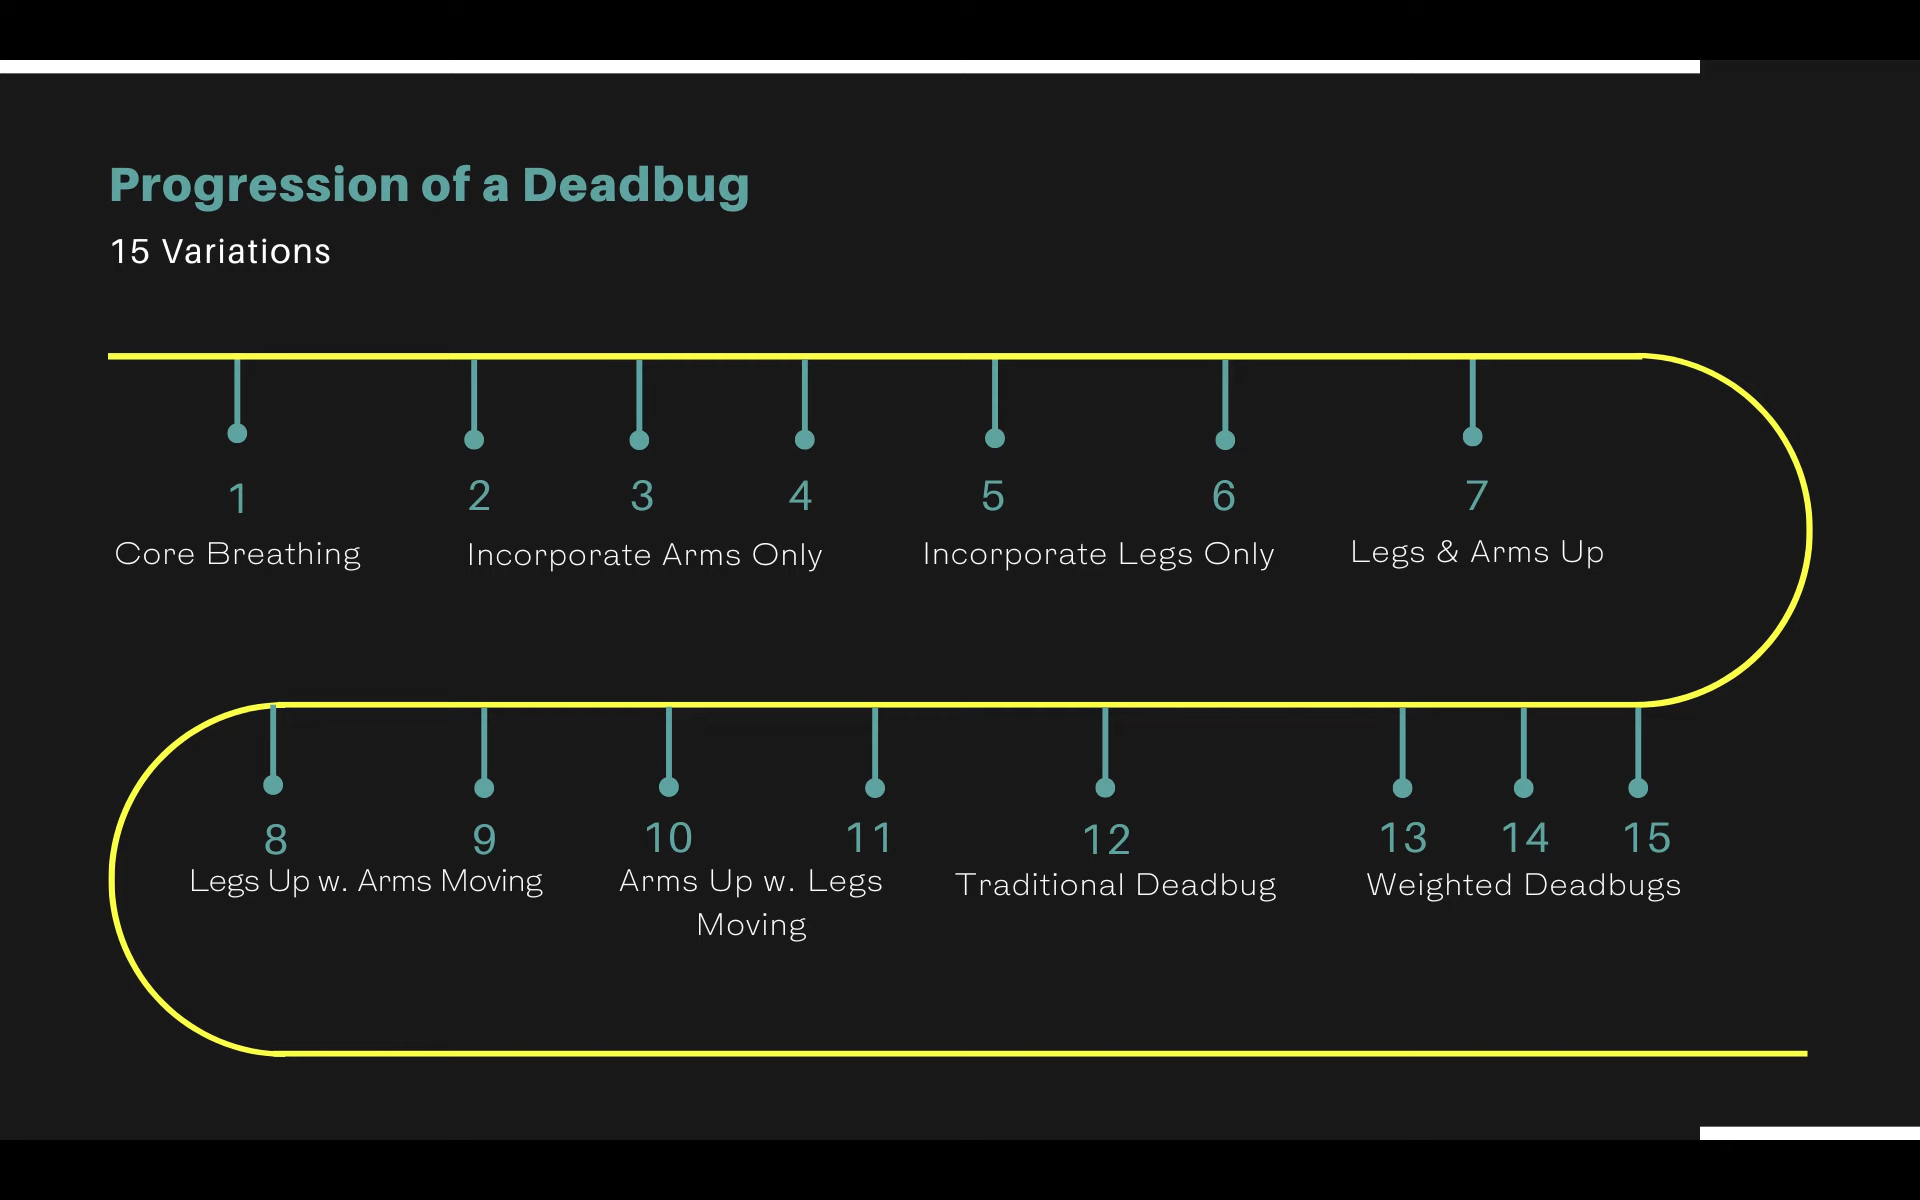 Progression of a Deadbug
15 Variations
1 2 3 4 5 6 7
Core Breathing Incorporate Arms Only Incorporate Legs Only Legs & Arms Up
8 9 10 11 12 13 14 15
Legs Up w. Arms Moving Arms Up w. Legs Traditional Deadbug Weighted Deadbugs
Moving